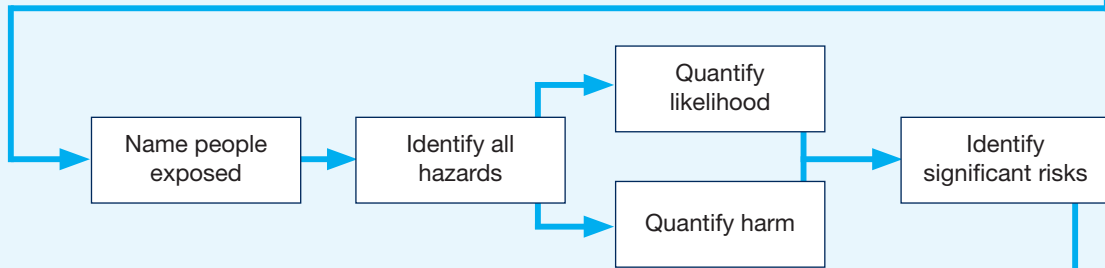 Name people
exposed
Identify all
hazards
Quantify
likelihood
Quantify harm
Identify
significant risks